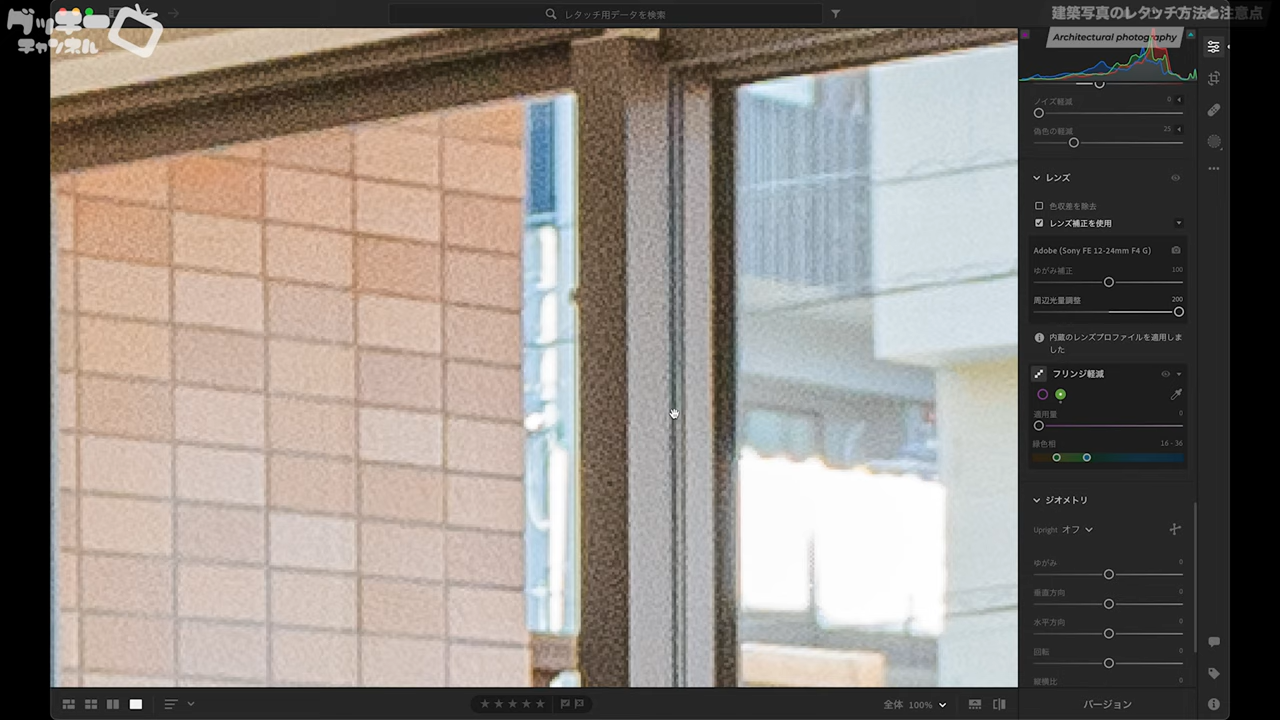 グッチー
チャンネル
レタッチ用データを検索
建築写真のレタッチ方法と注意点
Architectural photography
ノイズ軽減 0
偽色の軽減 25
レンズ
色収差を除去
レンズ補正を使用
Adobe (Sony FE 12-24mm F4 G)
ゆがみ補正 100
周辺光量調整 200
内蔵のレンズプロファイルを適用しま
した
フリンジ軽減
適用量 0
緑色相 16 - 36
ジオメトリ
Upright オフ
ゆがみ 0
垂直方向 0
水平方向 0
回転 0
縦横比 0
全体 100%
バージョン